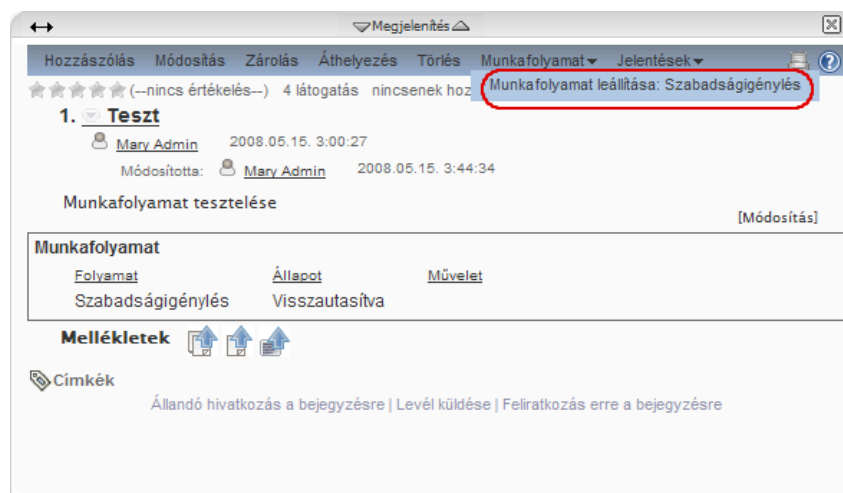 Megjelenítés
Hozzászólás Módosítás Zárolás Áthelyezés Törlés Munkafolyamat Jelentések
Munkafolyamat leállítása: Szabadságigénylés
(--nincs értékelés--) 4 látogatás nincsenek hoz
1. Teszt
Mary Admin 2008.05.15. 3:00:27
Módosította: Mary Admin 2008.05.15. 3:44:34
Munkafolyamat tesztelése
[Módosítás]
Munkafolyamat
Folyamat Állapot Művelet
Szabadságigénylés Visszautasítva
Mellékletek
Címkék
Állandó hivatkozás a bejegyzésre | Levél küldése | Feliratkozás erre a bejegyzésre